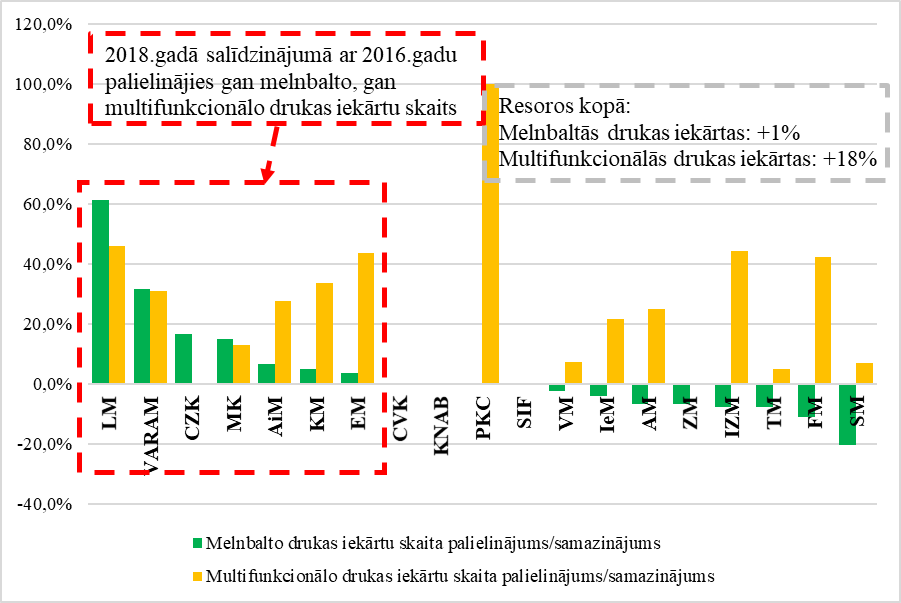 120,0%
2018.gadā salīdzinājumā ar 2016.gadu
palielinājies gan melnbalto, gan
multifunkcionālo drukas iekārtu skaits
100,0%
Resoros kopā:
Melnbaltās drukas iekārtas: +1%
Multifunkcionālās drukas iekārtas: +18%
80,0%
60,0%
40,0%
20,0%
0,0%
-20,0%
-40,0%
LM
VARAM
CZK
MK
AiM
KM
EM
CVK
KNAB
PKC
SIF
VM
IeM
AM
ZM
IZM
TM
FM
SM
Melnbalto drukas iekārtu skaita palielinājums/samazinājums
Multifunkcionālo drukas iekārtu skaita palielinājums/samazinājums